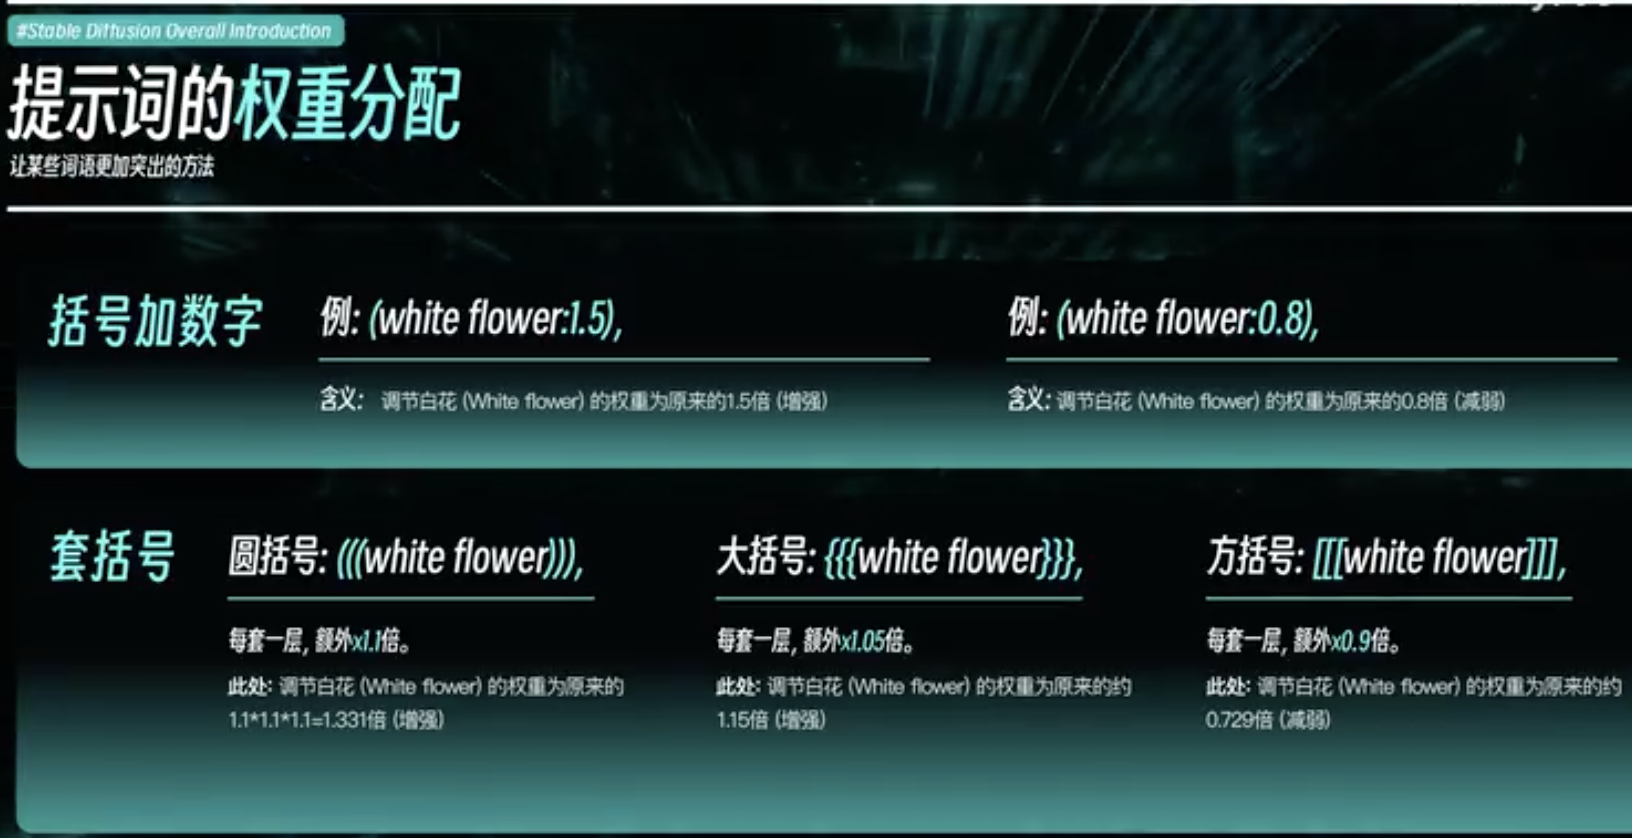 #Stable Diffusion Overall Introduction
提示词的权重分配
让某些词语更加突出的方法
括号加数字
例: (white flower:1.5),
含义: 调节白花 (White flower) 的权重为原来的1.5倍 (增强)
例: (white flower:0.8),
含义: 调节白花 (White flower) 的权重为原来的0.8倍 (减弱)
套括号
圆括号: (((white flower))),
每套一层, 额外x1.1倍。
此处: 调节白花 (White flower) 的权重为原来的
1.1*1.1*1.1=1.331倍 (增强)
大括号: {{{white flower}}},
每套一层, 额外x1.05倍。
此处: 调节白花 (White flower) 的权重为原来的约
1.15倍 (增强)
方括号: [[[white flower]]],
每套一层, 额外x0.9倍。
此处: 调节白花 (White flower) 的权重为原来的约
0.729倍 (减弱)